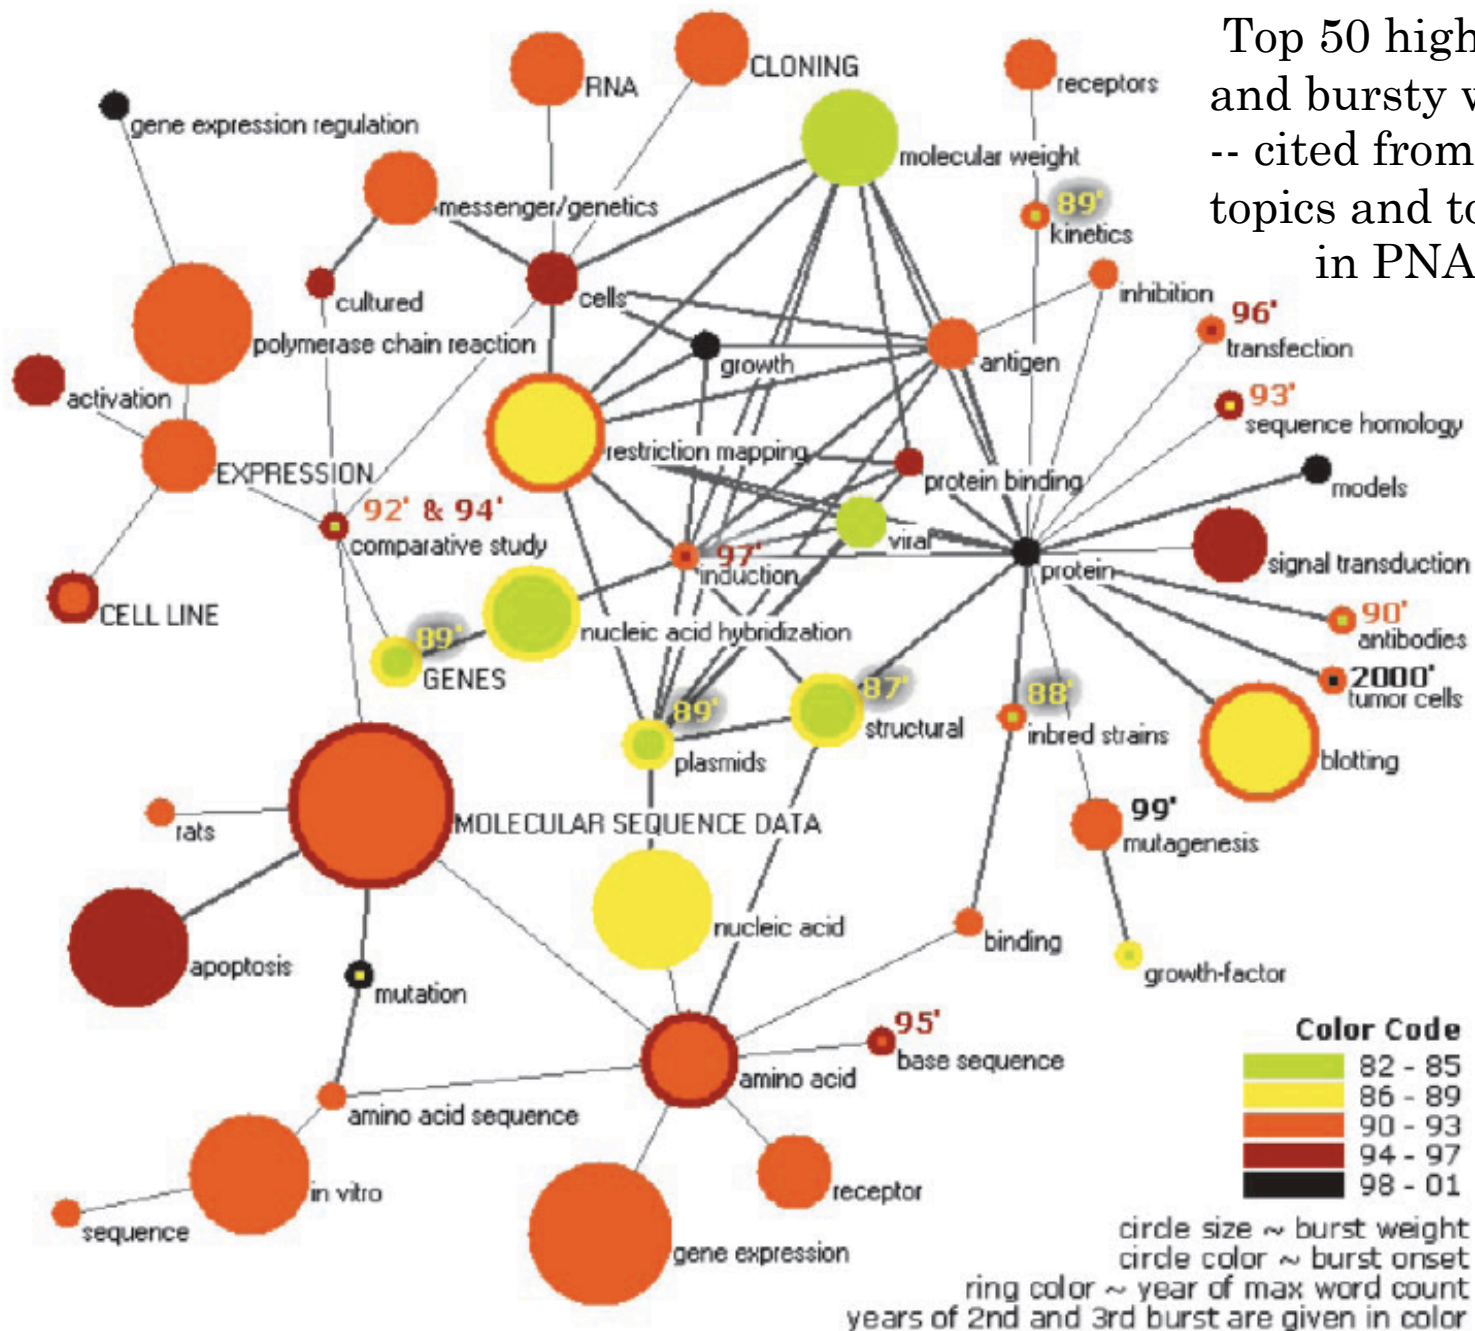 Top 50 high
and bursty
-- cited from
topics and
in PNA
RNA
CLONING
receptors
gene expression regulation
molecular weight
messenger/genetics
89'
kinetics
cultured
cells
inhibition
96'
transfection
polymerase chain reaction
growth
antigen
activation
93'
sequence homology
EXPRESSION
restriction mapping
protein binding
models
92' & 94'
comparative study
viral
97'
induction
protein
signal transduction
CELL LINE
90'
antibodies
89'
GENES
nucleic acid hybridization
2000'
tumor cells
89'
plasmids
87'
structural
88'
inbred strains
blotting
rats
MOLECULAR SEQUENCE DATA
99'
mutagenesis
nucleic acid
binding
apoptosis
mutation
growth-factor
95'
base sequence
amino acid
amino acid sequence
in vitro
receptor
sequence
gene expression
Color Code
82 - 85
86 - 89
90 - 93
94 - 97
98 - 01
circle size ~ burst weight
circle color ~ burst onset
ring color ~ year of max word count
years of 2nd and 3rd burst are given in color